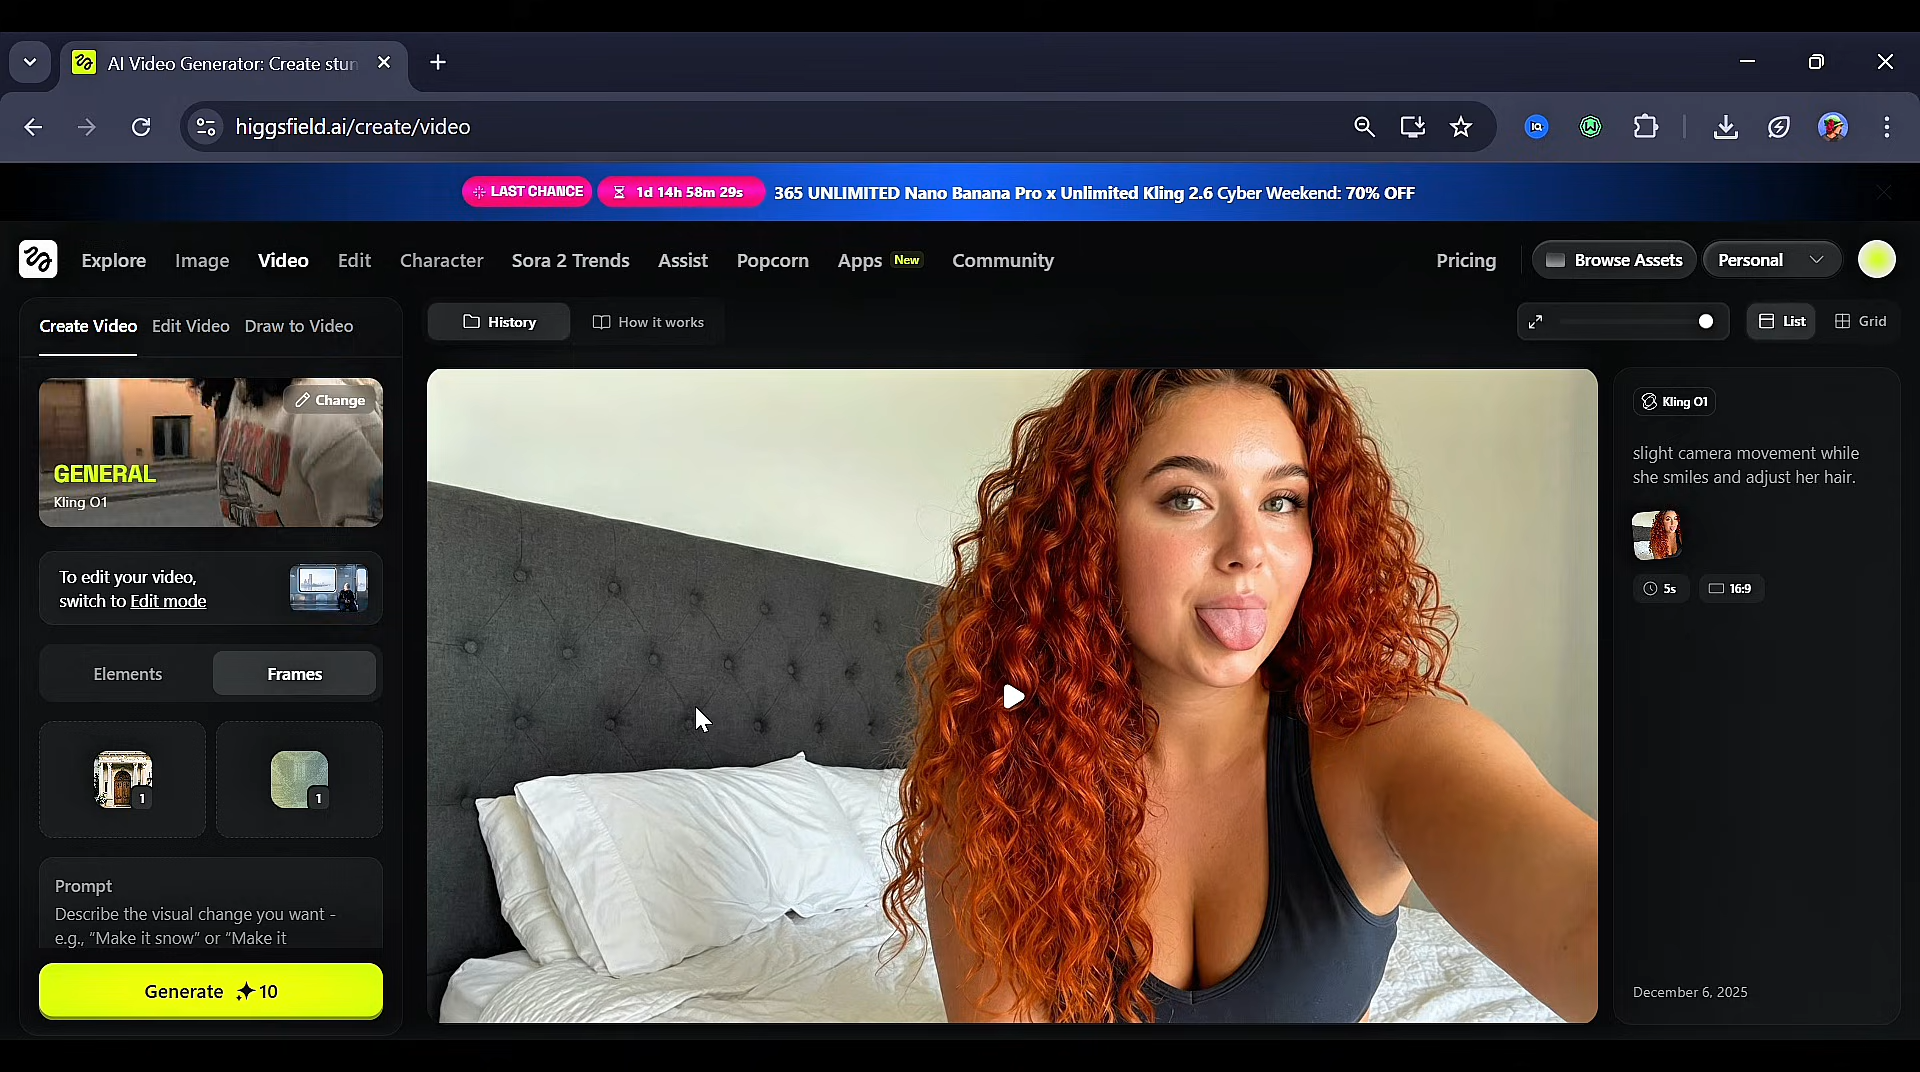 AI Video Generator: Create stun
higgsfield.ai/create/video
LAST CHANCE 1d 14h 58m 29s 365 UNLIMITED Nano Banana Pro x Unlimited Kling 2.6 Cyber Weekend: 70% OFF
Explore Image Video Edit Character Sora 2 Trends Assist Popcorn Apps New Community Pricing Browse Assets Personal
Create Video Edit Video Draw to Video
History How it works List Grid
Change
GENERAL
Kling O1
To edit your video,
switch to Edit mode
Elements Frames
1 1
Prompt
Describe the visual change you want -
e.g., “Make it snow” or “Make it
Generate 10
Kling O1
slight camera movement while
she smiles and adjust her hair.
5s 16:9
December 6, 2025